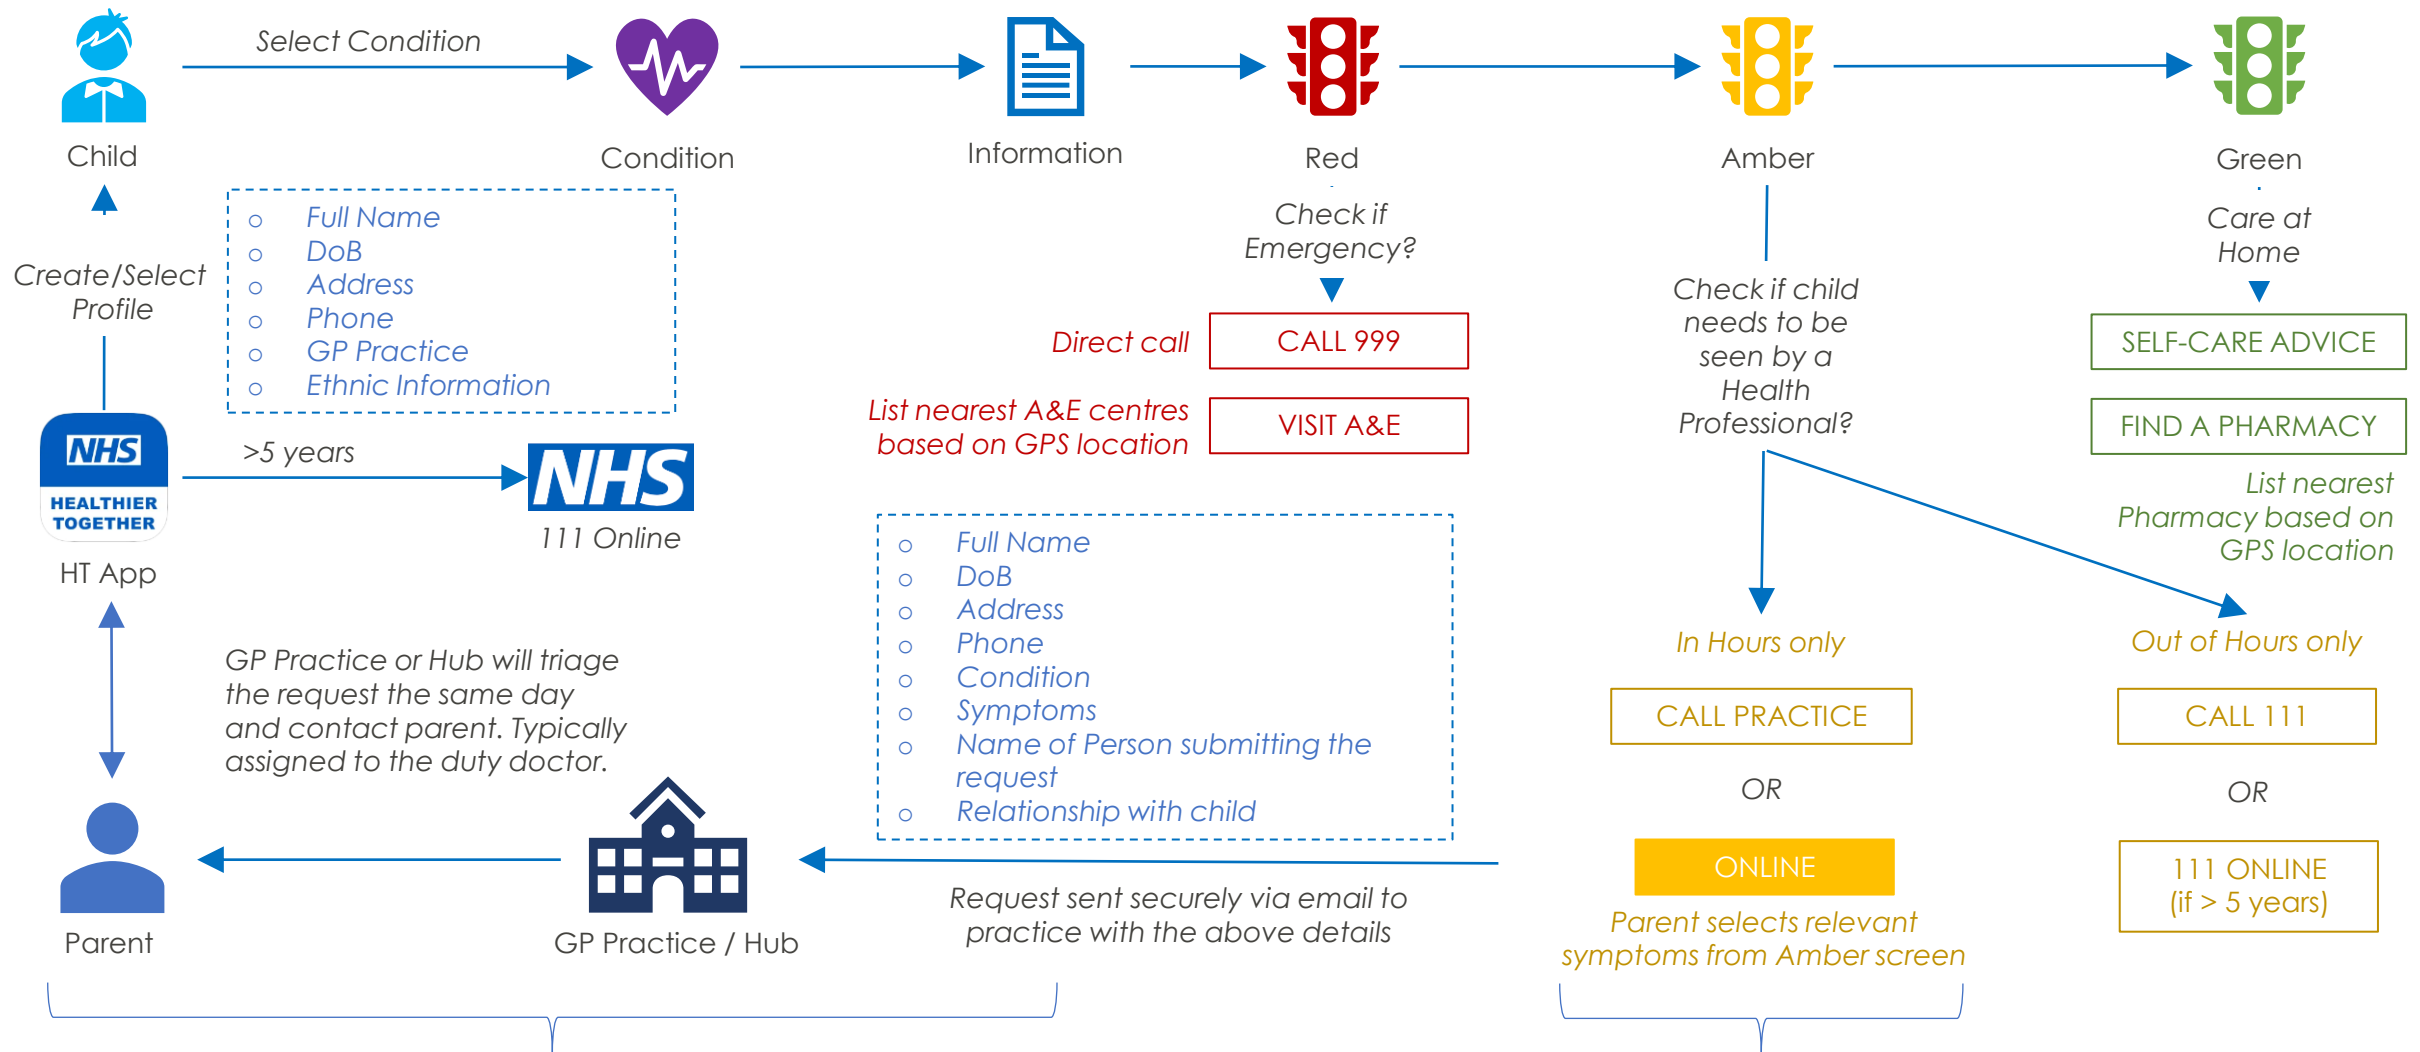 Select Condition
Child
Condition
Information
Red
Amber
Green
Create/Select
Profile
o Full Name
o DoB
o Address
o Phone
o GP Practice
o Ethnic Information
Check if
Emergency?
Direct call
CALL 999
List nearest A&E centres
based on GPS location
VISIT A&E
Check if child
needs to be
seen by a
Health
Professional?
Care at
Home
SELF-CARE ADVICE
FIND A PHARMACY
List nearest
Pharmacy based on
GPS location
NHS
HEALTHIER
TOGETHER
HT App
>5 years
NHS
111 Online
o Full Name
o DoB
o Address
o Phone
o Condition
o Symptoms
o Name of Person submitting the
request
o Relationship with child
In Hours only
CALL PRACTICE
OR
ONLINE
Parent selects relevant
symptoms from Amber screen
Out of Hours only
CALL 111
OR
111 ONLINE
(if > 5 years)
GP Practice or Hub will triage
the request the same day
and contact parent. Typically
assigned to the duty doctor.
Parent
GP Practice / Hub
Request sent securely via email to
practice with the above details